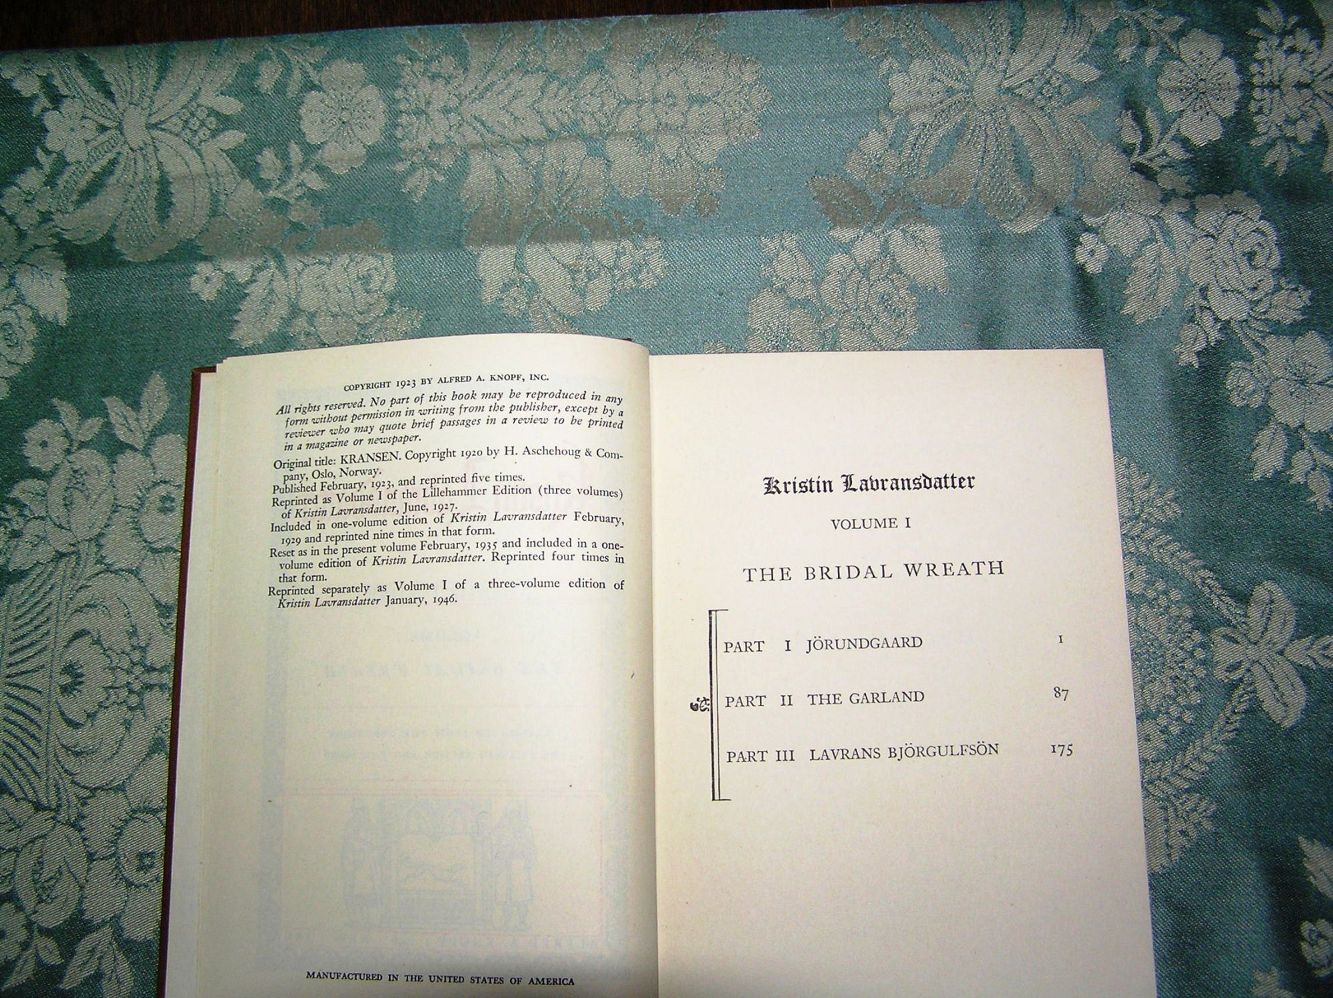 COPYRIGHT 1923 BY ALFRED A. KNOPF, INC.
All rights reserved. No part of this book may be reproduced in any
form without permission in writing from the publisher, except by a
reviewer who may quote brief passages in a review to be printed
in a magazine or newspaper.
Original title: KRANSEN. Copyright 1920 by H. Aschehoug & Com-
pany, Oslo, Norway.
Published February, 1923, and reprinted five times.
Reprinted as Volume I of the Lillehammer Edition (three volumes)
of Kristin Lavransdatter, June, 1927.
Included in one-volume edition of Kristin Lavransdatter February,
1929 and reprinted nine times in that form.
Reset as in the present volume February, 1935 and included in a one-
volume edition of Kristin Lavransdatter. Reprinted four times in
that form.
Reprinted separately as Volume I of a three-volume edition of
Kristin Lavransdatter January, 1946.
MANUFACTURED IN THE UNITED STATES OF AMERICA
Kristin Lavransdatter
VOLUME I
THE BRIDAL WREATH
PART I JÖRUNDGAARD 1
PART II THE GARLAND 87
PART III LAVRANS BJÖRGULFSÖN 175